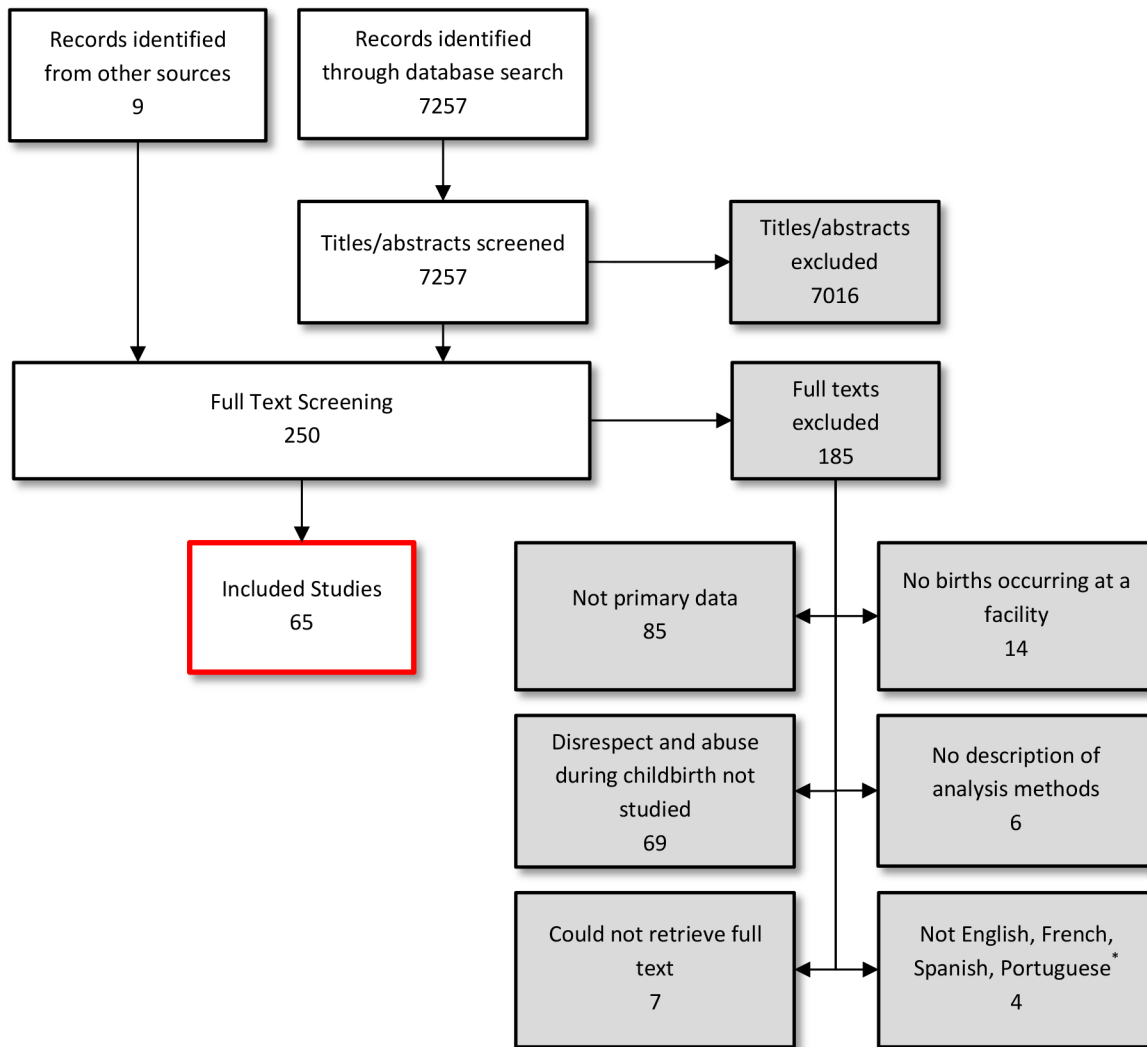 Records identified
from other sources
9
Records identified
through database search
7257
Titles/abstracts screened
7257
Titles/abstracts
excluded
7016
Full Text Screening
250
Full texts
excluded
185
Included Studies
65
Not primary data
85
No births occurring at a
facility
14
Disrespect and abuse
during childbirth not
studied
69
No description of
analysis methods
6
Could not retrieve full
text
7
Not English, French,
Spanish, Portuguese*
4